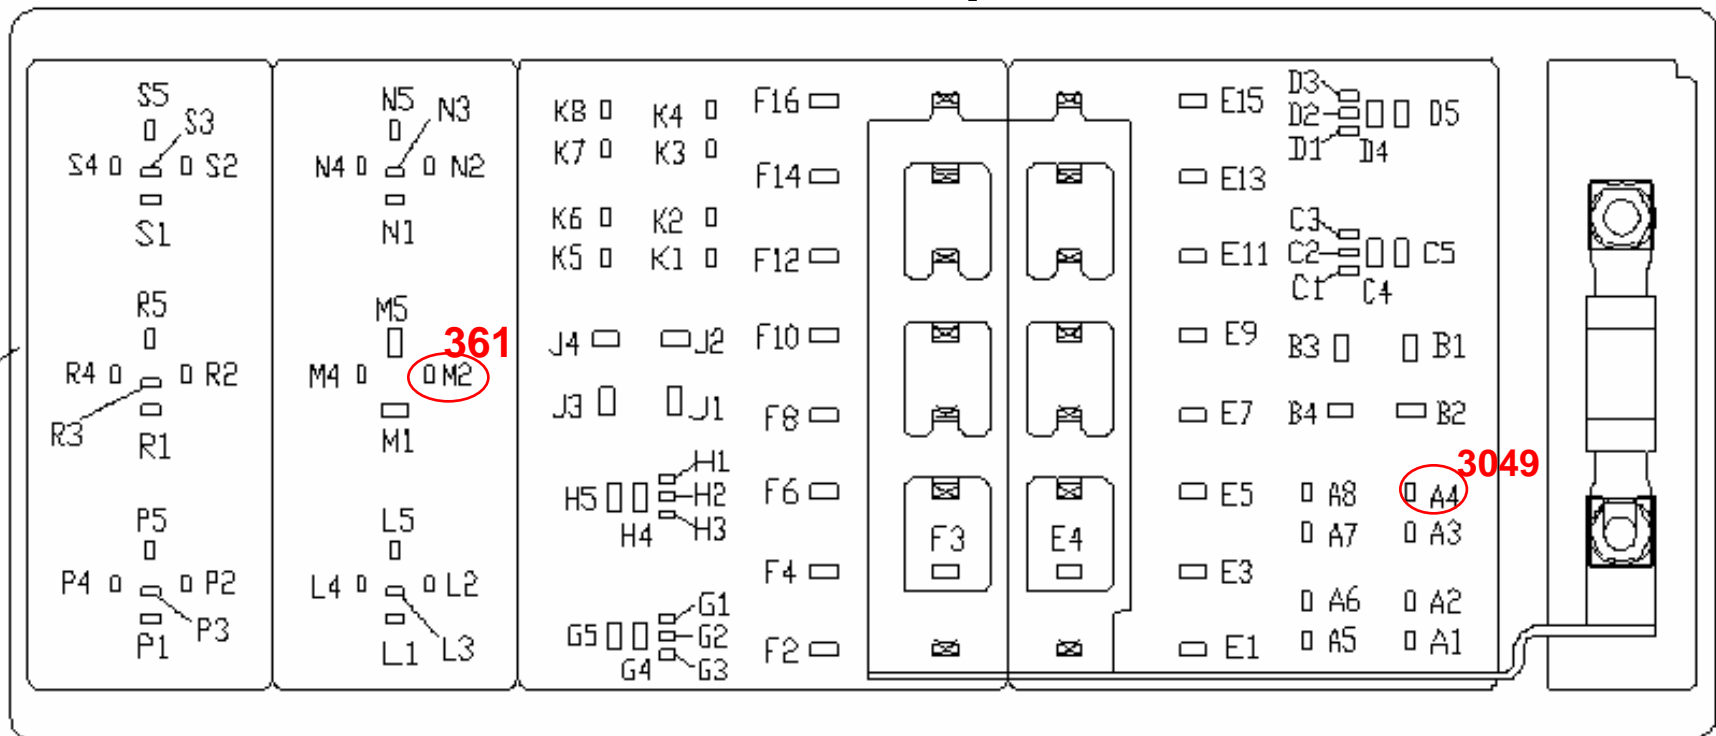 S5
S3
S4
S2
S1
R5
R4
R2
R3
R1
P5
P4
P2
P3
P1
N5
N3
N4
N2
N1
M5
361
M4
M2
M1
L5
L4
L2
L1
L3
K8
K4
K7
K3
K6
K2
K5
K1
J4
J2
J3
J1
H1
H5
H2
H4
H3
G1
G5
G2
G4
G3
F16
F14
F12
F10
F8
F6
F4
F2
F3
E4
E15
E13
E11
E9
E7
E5
E3
E1
D3
D2
D5
D1
D4
C3
C2
C5
C1
C4
B3
B1
B4
B2
3049
A8
A4
A7
A3
A6
A2
A5
A1